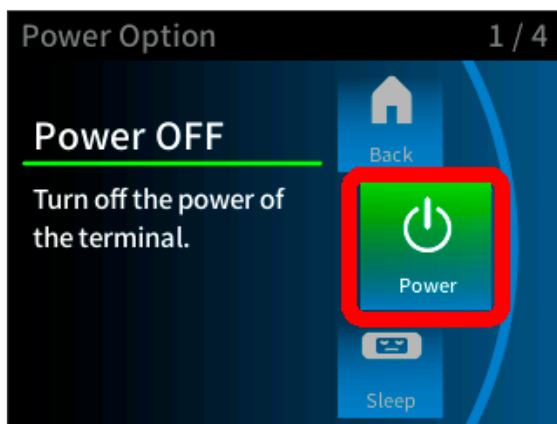 Power Option
1 / 4
Power OFF
Turn off the power of
the terminal.
Back
Power
Sleep